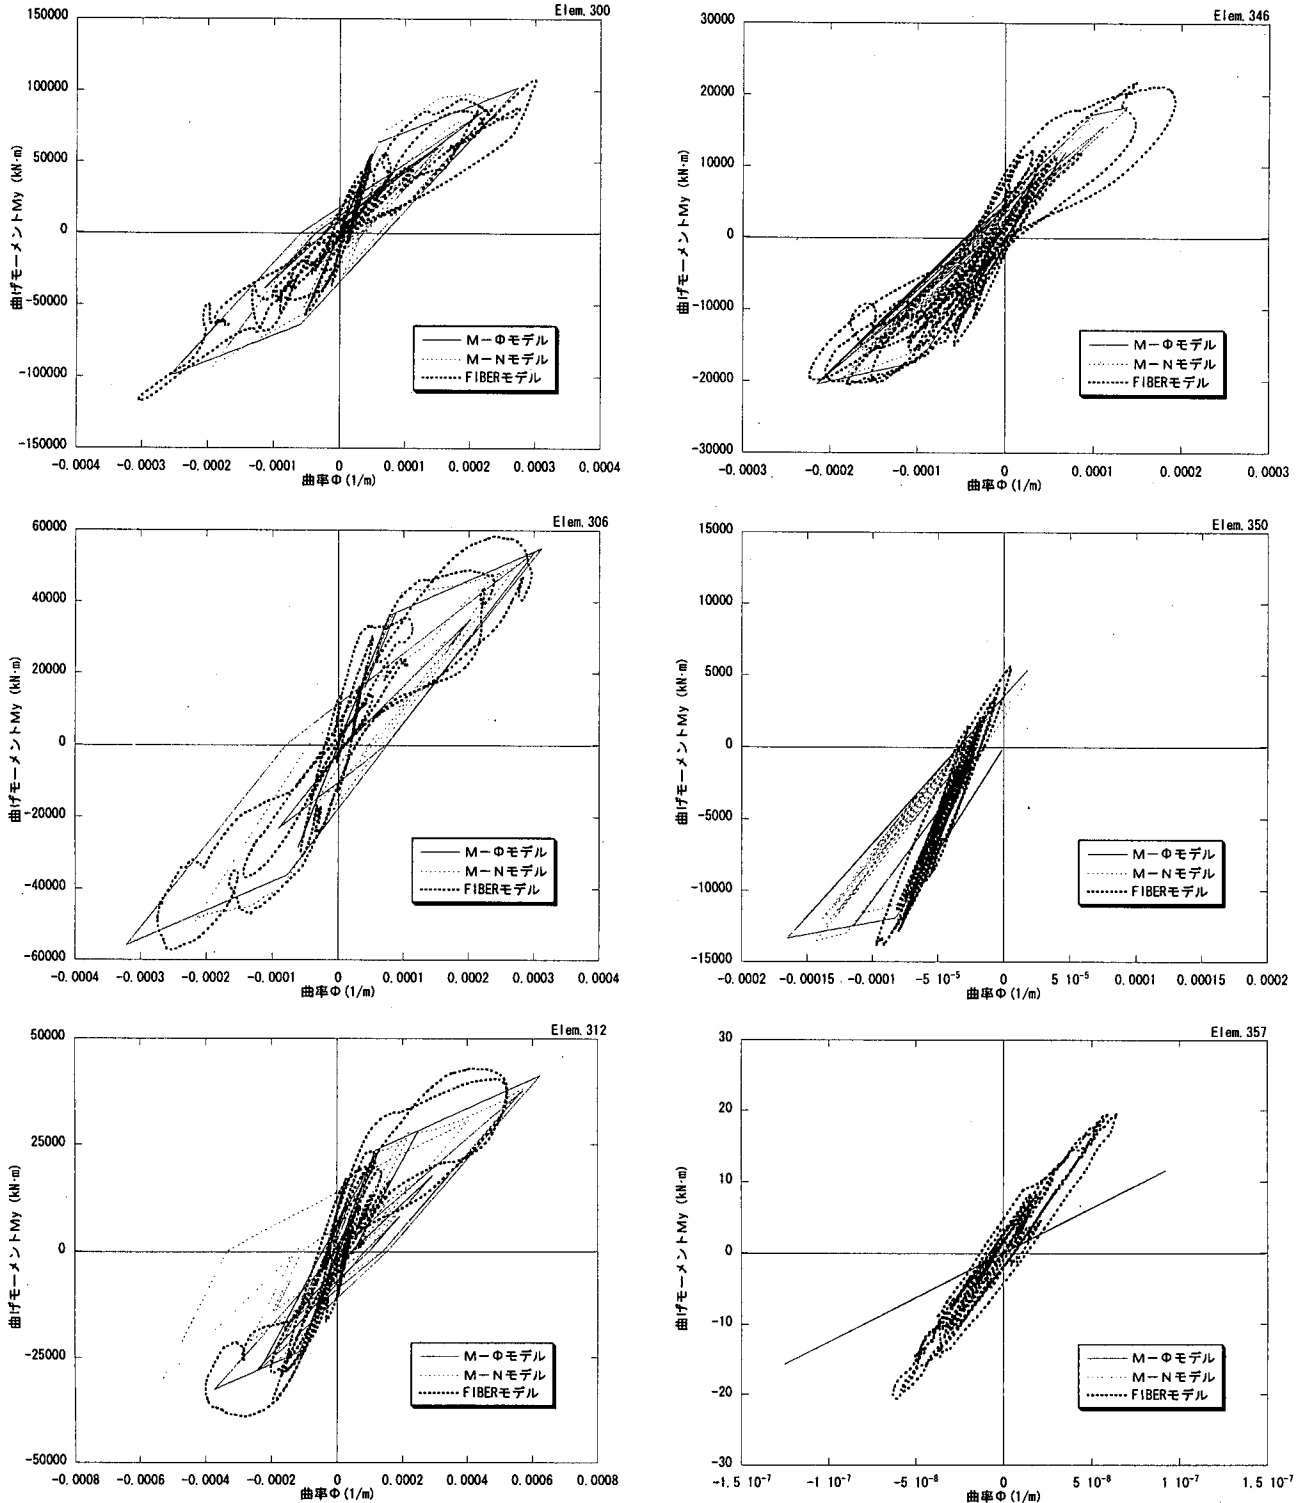 Elem. 300
150000
100000
50000
0
-50000
-100000
-150000
曲げモーメントMy (kN·m)
M-Φモデル
M-Nモデル
FIBERモデル
-0.0004 -0.0003 -0.0002 -0.0001 0 0.0001 0.0002 0.0003 0.0004
曲率Φ(1/m)
Elem. 346
30000
20000
10000
0
-10000
-20000
-30000
曲げモーメントMy (kN·m)
M-Φモデル
M-Nモデル
FIBERモデル
-0.0003 -0.0002 -0.0001 0 0.0001 0.0002 0.0003
曲率Φ(1/m)
Elem. 306
60000
40000
20000
0
-20000
-40000
-60000
曲げモーメントMy (kN·m)
M-Φモデル
M-Nモデル
FIBERモデル
-0.0004 -0.0003 -0.0002 -0.0001 0 0.0001 0.0002 0.0003 0.0004
曲率Φ(1/m)
Elem. 350
15000
10000
5000
0
-5000
-10000
-15000
曲げモーメントMy (kN·m)
M-Φモデル
M-Nモデル
FIBERモデル
-0.0002 -0.00015 -0.0001 -5 10⁻⁵ 0 5 10⁻⁵ 0.0001 0.00015 0.0002
曲率Φ(1/m)
Elem. 312
50000
25000
0
-25000
-50000
曲げモーメントMy (kN·m)
M-Φモデル
M-Nモデル
FIBERモデル
-0.0008 -0.0006 -0.0004 -0.0002 0 0.0002 0.0004 0.0006 0.0008
曲率Φ(1/m)
Elem. 357
30
20
10
0
-10
-20
-30
曲げモーメントMy (kN·m)
M-Φモデル
M-Nモデル
FIBERモデル
-1.5 10⁻⁷ -1 10⁻⁷ -5 10⁻⁸ 0 5 10⁻⁸ 1 10⁻⁷ 1.5 10⁻⁷
曲率Φ(1/m)